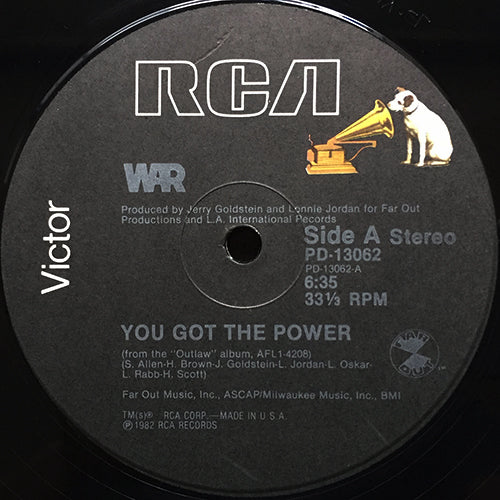 RCA
WAR
Produced by Jerry Goldstein and Lonnie Jordan for Far Out
Productions and L.A. International Records
Victor
Side A Stereo
PD-13062
PD-13062-A
6:35
33⅓ RPM
YOU GOT THE POWER
(from the "Outlaw" album, AFL1-4208)
(S. Allen-H. Brown-J. Goldstein-L. Jordan-L. Oskar-
L. Rabb-H. Scott)
FAR OUT
Far Out Music, Inc., ASCAP/Milwaukee Music, Inc., BMI
TM(s)® RCA CORP.—MADE IN U.S.A.
Ⓟ 1982 RCA RECORDS